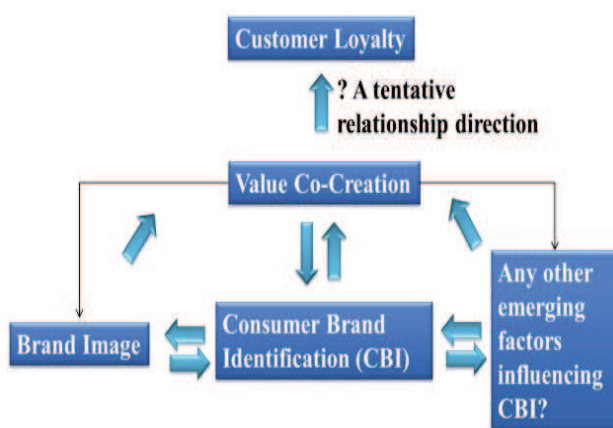 Customer Loyalty
? A tentative
relationship direction
Value Co-Creation
Brand Image
Consumer Brand
Identification (CBI)
Any other
emerging
factors
influencing
CBI?